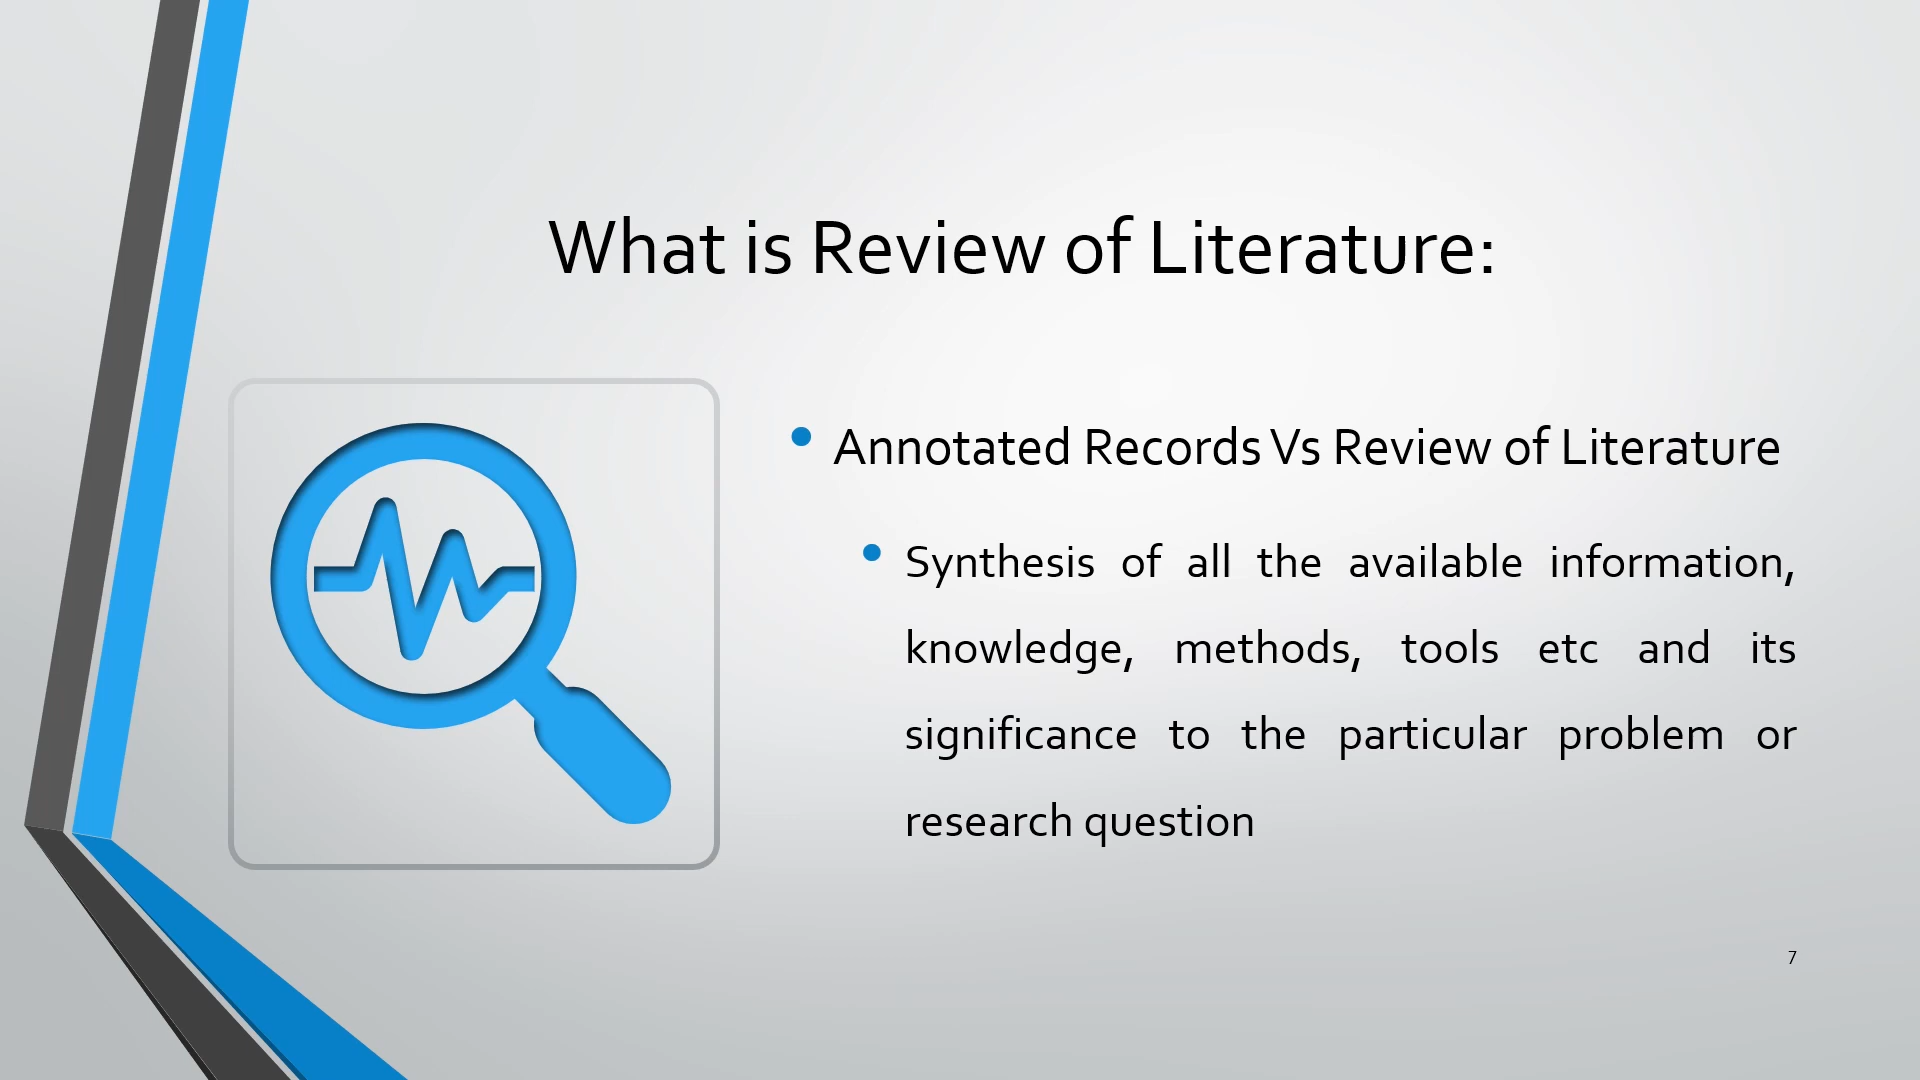 What is Review of Literature:
Annotated Records Vs Review of Literature
Synthesis of all the available information,
knowledge, methods, tools etc and its
significance to the particular problem or
research question
7